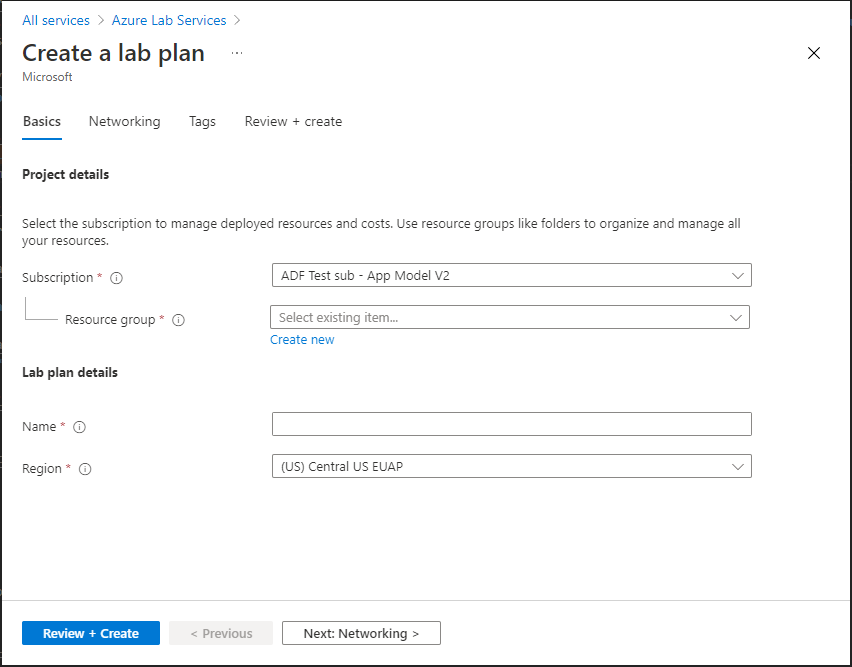 All services > Azure Lab Services >
Create a lab plan ...
Microsoft
Basics Networking Tags Review + create
Project details
Select the subscription to manage deployed resources and costs. Use resource groups like folders to organize and manage all
your resources.
Subscription * ADF Test sub - App Model V2
Resource group * Select existing item...
Create new
Lab plan details
Name *
Region * (US) Central US EUAP
Review + Create < Previous Next: Networking >